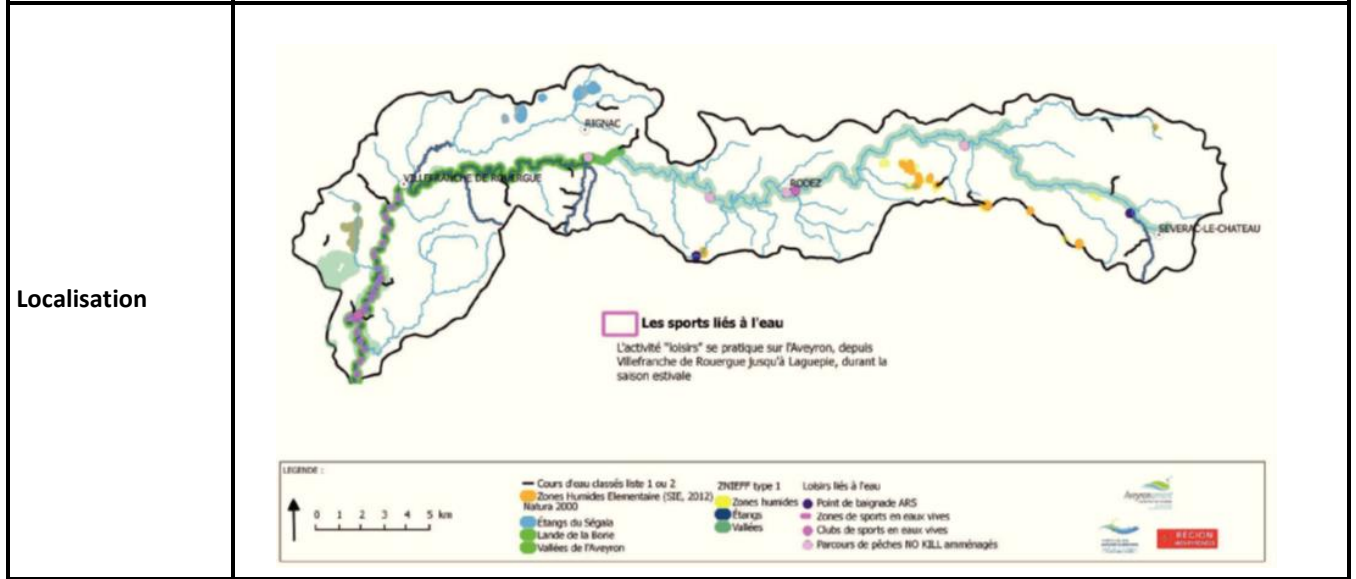 Localisation
RIGNAC
VILLEFRANCHE DE ROUERGUE
RODEZ
SÉVERAC-LE-CHATEAU
Les sports liés à l'eau
L'activité "loisirs" se pratique sur l'Aveyron, depuis
Villefranche de Rouergue jusqu'à Laguepie, durant la
saison estivale
LEGENDE :
0 1 2 3 4 5 km
Cours d'eau classés liste 1 ou 2
Zones Humides Elementaire (SIE, 2012)
Natura 2000
Étangs du Ségala
Lande de la Borie
Vallées de l'Aveyron
ZNIEFF type 1
Zones humides
Étangs
Vallées
Loisirs liés à l'eau
Point de baignade ARS
Zones de sports en eaux vives
Clubs de sports en eaux vives
Parcours de pêches NO KILL amménagés
RÉGION